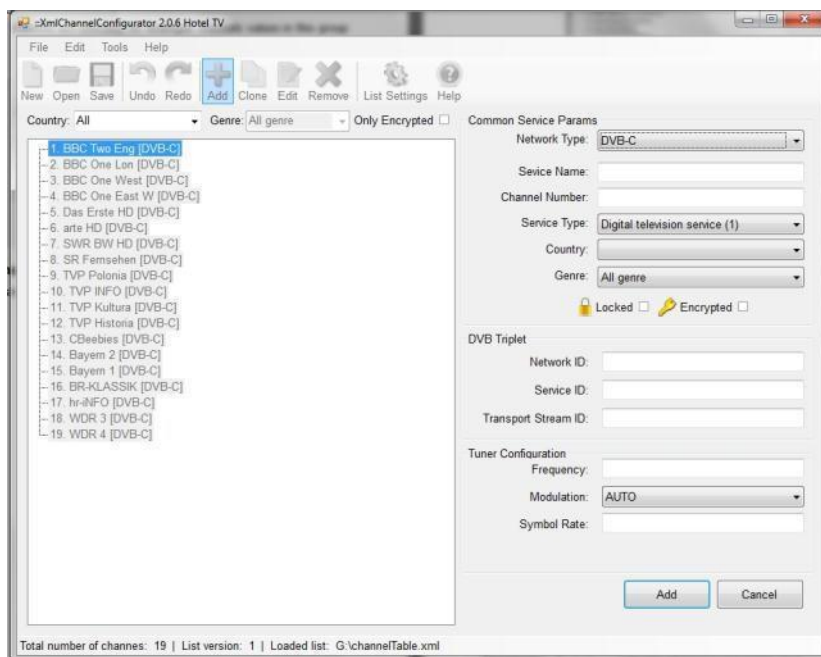 ::XmlChannelConfigurator 2.0.6 Hotel TV
File Edit Tools Help
New Open Save Undo Redo Add Clone Edit Remove List Settings Help
Country: All Genre: All genre Only Encrypted
1. BBC Two Eng [DVB-C]
2. BBC One Lon [DVB-C]
3. BBC One West [DVB-C]
4. BBC One East W [DVB-C]
5. Das Erste HD [DVB-C]
6. arte HD [DVB-C]
7. SWR BW HD [DVB-C]
8. SR Fernsehen [DVB-C]
9. TVP Polonia [DVB-C]
10. TVP INFO [DVB-C]
11. TVP Kultura [DVB-C]
12. TVP Historia [DVB-C]
13. CBeebies [DVB-C]
14. Bayern 2 [DVB-C]
15. Bayern 1 [DVB-C]
16. BR-KLASSIK [DVB-C]
17. hr-iNFO [DVB-C]
18. WDR 3 [DVB-C]
19. WDR 4 [DVB-C]
Common Service Params
Network Type: DVB-C
Sevice Name:
Channel Number:
Service Type: Digital television service (1)
Country:
Genre: All genre
Locked Encrypted
DVB Triplet
Network ID:
Service ID:
Transport Stream ID:
Tuner Configuration
Frequency:
Modulation: AUTO
Symbol Rate:
Add Cancel
Total number of channes: 19 | List version: 1 | Loaded list: G:\channelTable.xml